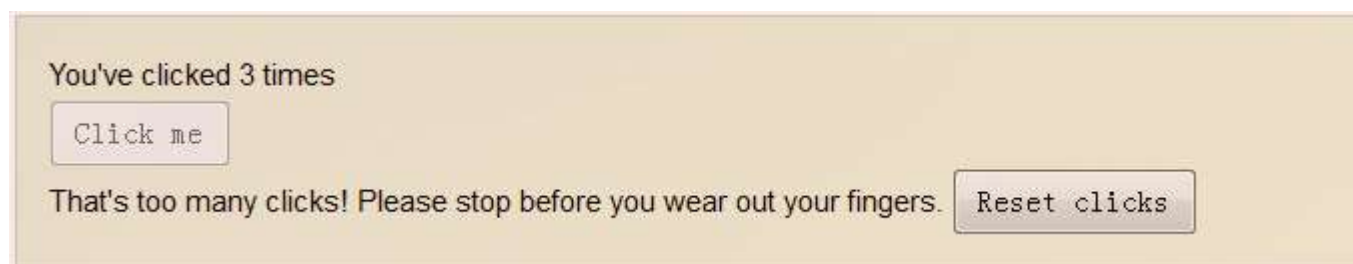 You've clicked 3 times
Click me
That's too many clicks! Please stop before you wear out your fingers. Reset clicks